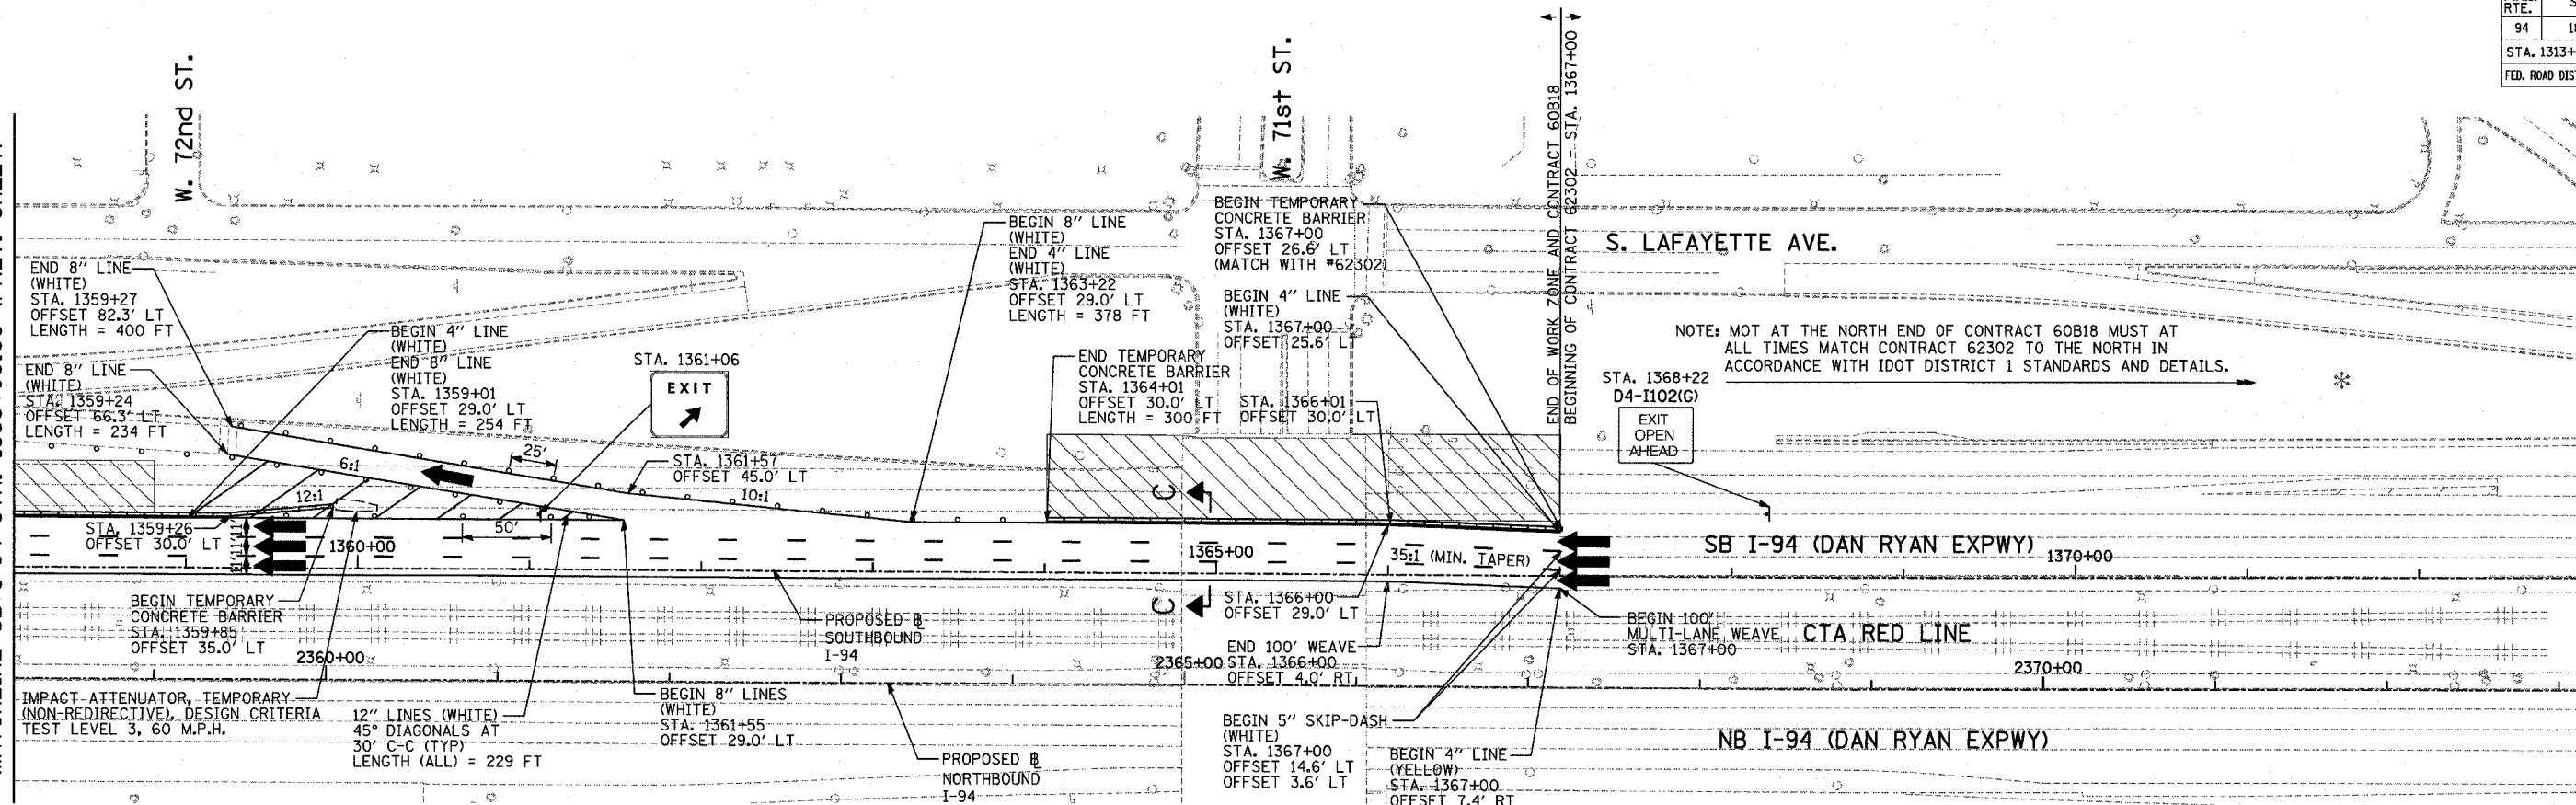 RTE.
94
STA. 1313+
FED. ROAD DIST
W. 72nd ST.
W. 71st ST.
END OF WORK ZONE AND CONTRACT 60B18
BEGINNING OF CONTRACT 62302 - STA. 1367+00
END 8" LINE
(WHITE)
STA. 1359+27
OFFSET 82.3' LT
LENGTH = 400 FT
END 8" LINE
(WHITE)
STA. 1359+24
OFFSET 66.3' LT
LENGTH = 234 FT
BEGIN 4" LINE
(WHITE)
END 8" LINE
(WHITE)
STA. 1359+01
OFFSET 29.0' LT
LENGTH = 254 FT
STA. 1361+06
EXIT
BEGIN 8" LINE
(WHITE)
END 4" LINE
(WHITE)
STA. 1363+22
OFFSET 29.0' LT
LENGTH = 378 FT
END TEMPORARY
CONCRETE BARRIER
STA. 1364+01
OFFSET 30.0' LT
LENGTH = 300 FT
BEGIN TEMPORARY
CONCRETE BARRIER
STA. 1367+00
OFFSET 26.6' LT
(MATCH WITH #62302)
BEGIN 4" LINE
(WHITE)
STA. 1367+00
OFFSET 25.6' LT
STA. 1366+01
OFFSET 30.0' LT
S. LAFAYETTE AVE.
NOTE: MOT AT THE NORTH END OF CONTRACT 60B18 MUST AT
ALL TIMES MATCH CONTRACT 62302 TO THE NORTH IN
ACCORDANCE WITH IDOT DISTRICT 1 STANDARDS AND DETAILS.
STA. 1368+22
D4-I102(G)
EXIT
OPEN
AHEAD
25'
6:1
12:1
STA. 1361+57
OFFSET 45.0' LT
10:1
C
STA. 1359+26
OFFSET 30.0' LT
11'
11'
11'
1360+00
50'
1365+00
35:1 (MIN. TAPER)
SB I-94 (DAN RYAN EXPWY)
1370+00
BEGIN TEMPORARY
CONCRETE BARRIER
STA. 1359+85
OFFSET 35.0' LT
2360+00
PROPOSED ℄
SOUTHBOUND
I-94
C
STA. 1366+00
OFFSET 29.0' LT
END 100' WEAVE
STA. 1366+00
OFFSET 4.0' RT
2365+00
BEGIN 100'
MULTI-LANE WEAVE
STA. 1367+00
CTA RED LINE
2370+00
IMPACT ATTENUATOR, TEMPORARY
(NON-REDIRECTIVE), DESIGN CRITERIA
TEST LEVEL 3, 60 M.P.H.
12" LINES (WHITE)
45° DIAGONALS AT
30' C-C (TYP)
LENGTH (ALL) = 229 FT
BEGIN 8" LINES
(WHITE)
STA. 1361+55
OFFSET 29.0' LT
PROPOSED ℄
NORTHBOUND
I-94
BEGIN 5" SKIP-DASH
(WHITE)
STA. 1367+00
OFFSET 14.6' LT
OFFSET 3.6' LT
BEGIN 4" LINE
(YELLOW)
STA. 1367+00
OFFSET 7.4' RT
NB I-94 (DAN RYAN EXPWY)